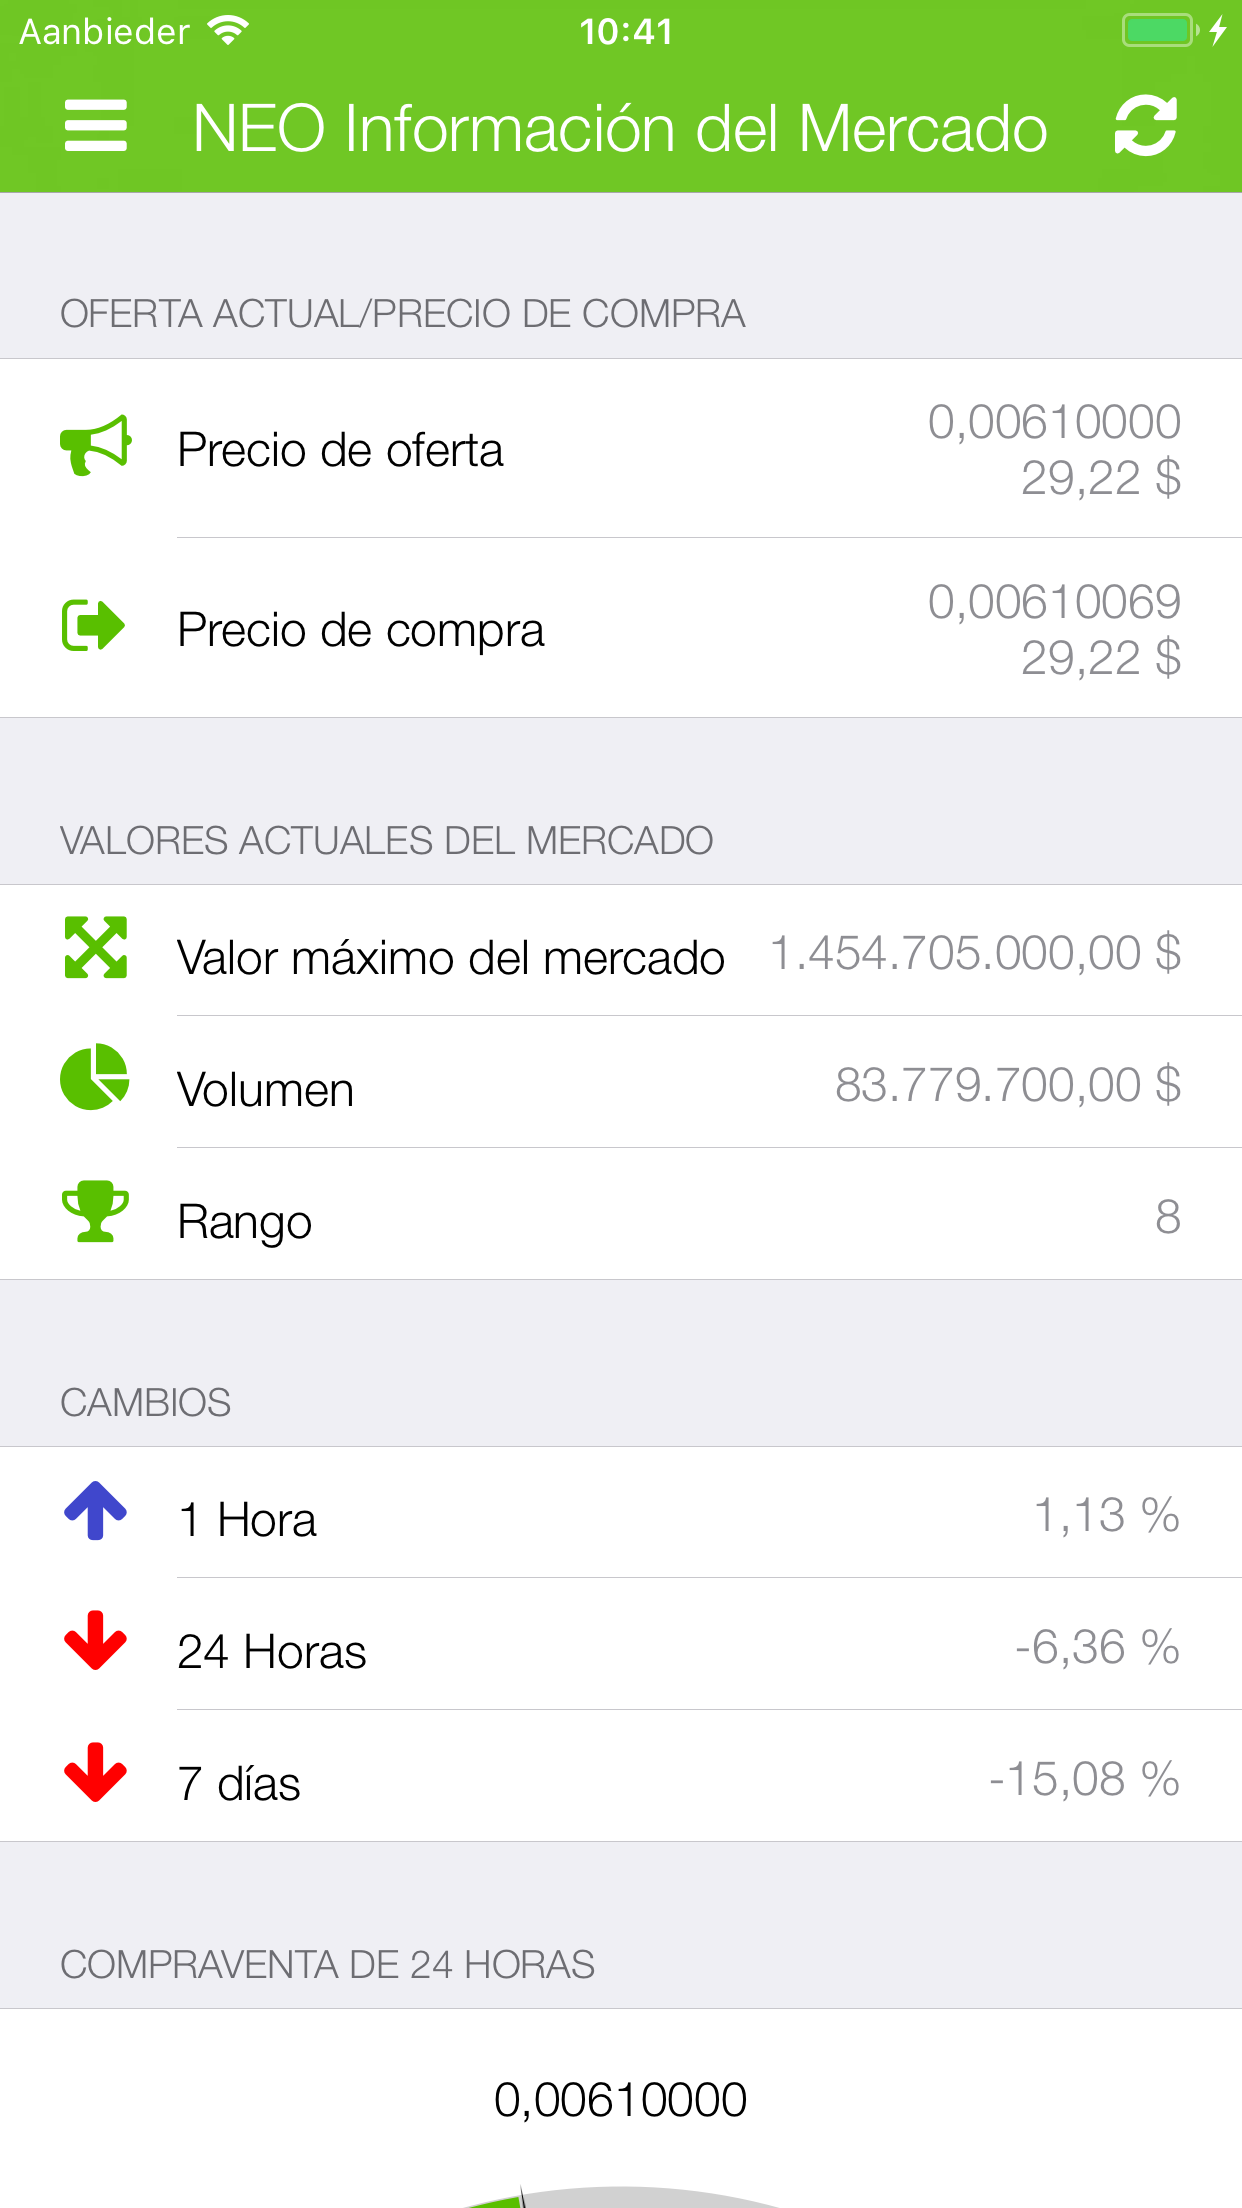 Aanbieder
10:41
NEO Información del Mercado
OFERTA ACTUAL/PRECIO DE COMPRA
Precio de oferta
0,00610000
29,22 $
Precio de compra
0,00610069
29,22 $
VALORES ACTUALES DEL MERCADO
Valor máximo del mercado 1.454.705.000,00 $
Volumen 83.779.700,00 $
Rango 8
CAMBIOS
1 Hora 1,13 %
24 Horas -6,36 %
7 días -15,08 %
COMPRAVENTA DE 24 HORAS
0,00610000